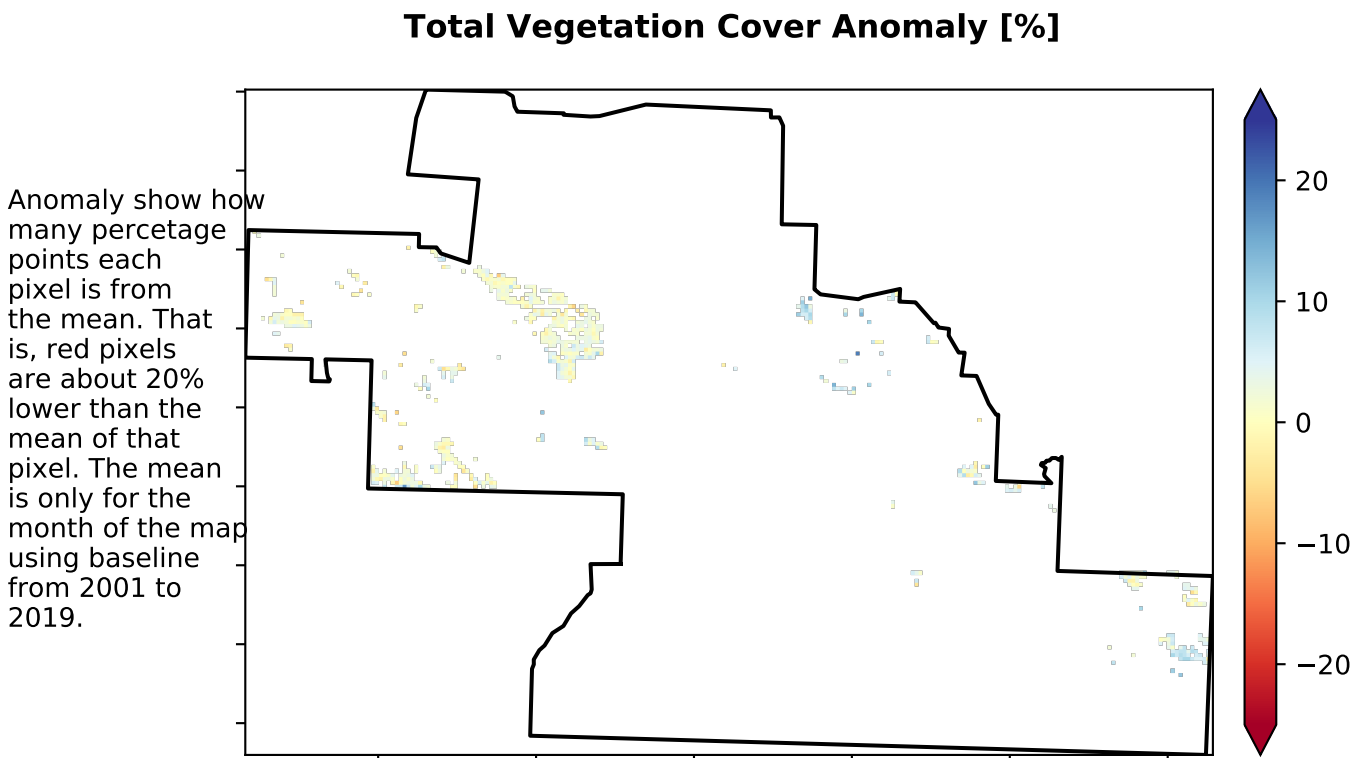 Total Vegetation Cover Anomaly [%]
Anomaly show how
many percetage
points each
pixel is from
the mean. That
is, red pixels
are about 20%
lower than the
mean of that
pixel. The mean
is only for the
month of the map
using baseline
from 2001 to
2019.
20
10
0
−10
−20